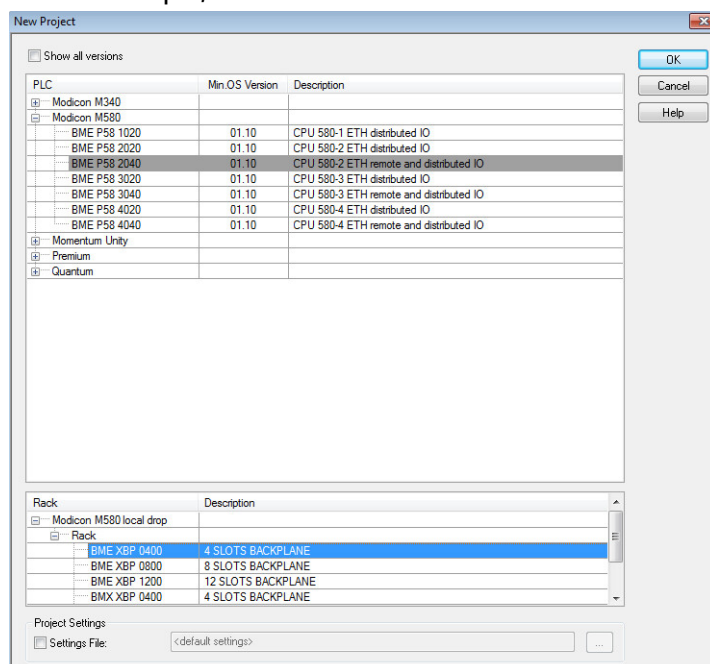 New Project
Show all versions
OK
Cancel
Help
PLC Min.OS Version Description
Modicon M340
Modicon M580
BME P58 1020 01.10 CPU 580-1 ETH distributed IO
BME P58 2020 01.10 CPU 580-2 ETH distributed IO
BME P58 2040 01.10 CPU 580-2 ETH remote and distributed IO
BME P58 3020 01.10 CPU 580-3 ETH distributed IO
BME P58 3040 01.10 CPU 580-3 ETH remote and distributed IO
BME P58 4020 01.10 CPU 580-4 ETH distributed IO
BME P58 4040 01.10 CPU 580-4 ETH remote and distributed IO
Momentum Unity
Premium
Quantum
Rack Description
Modicon M580 local drop
Rack
BME XBP 0400 4 SLOTS BACKPLANE
BME XBP 0800 8 SLOTS BACKPLANE
BME XBP 1200 12 SLOTS BACKPLANE
BMX XBP 0400 4 SLOTS BACKPLANE
Project Settings
Settings File: <default settings> ...